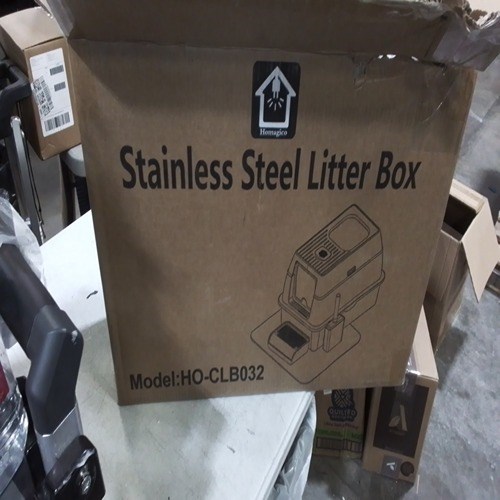 Homagico
Stainless Steel Litter Box
Model:HO-CLB032